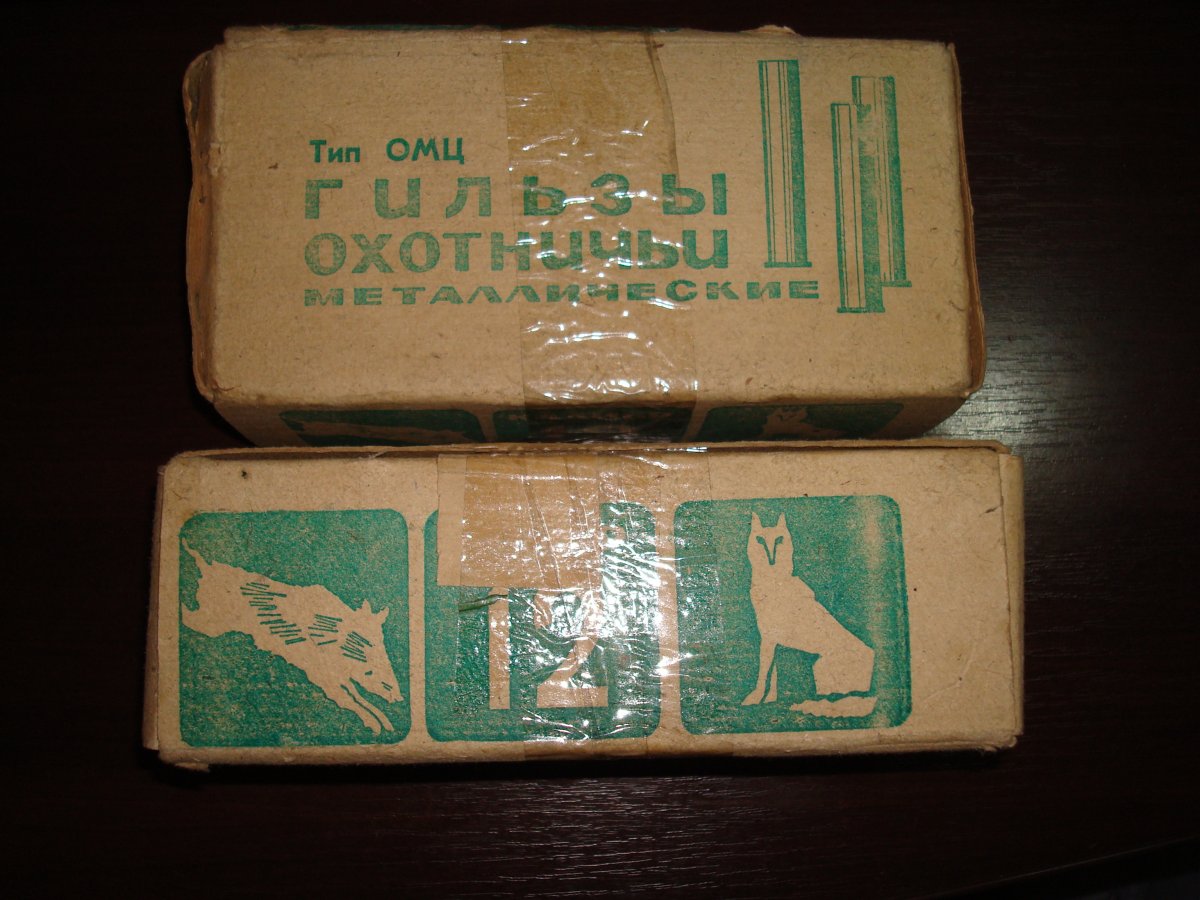 Тип ОМЦ
гильзы
охотничьи
металлические
12